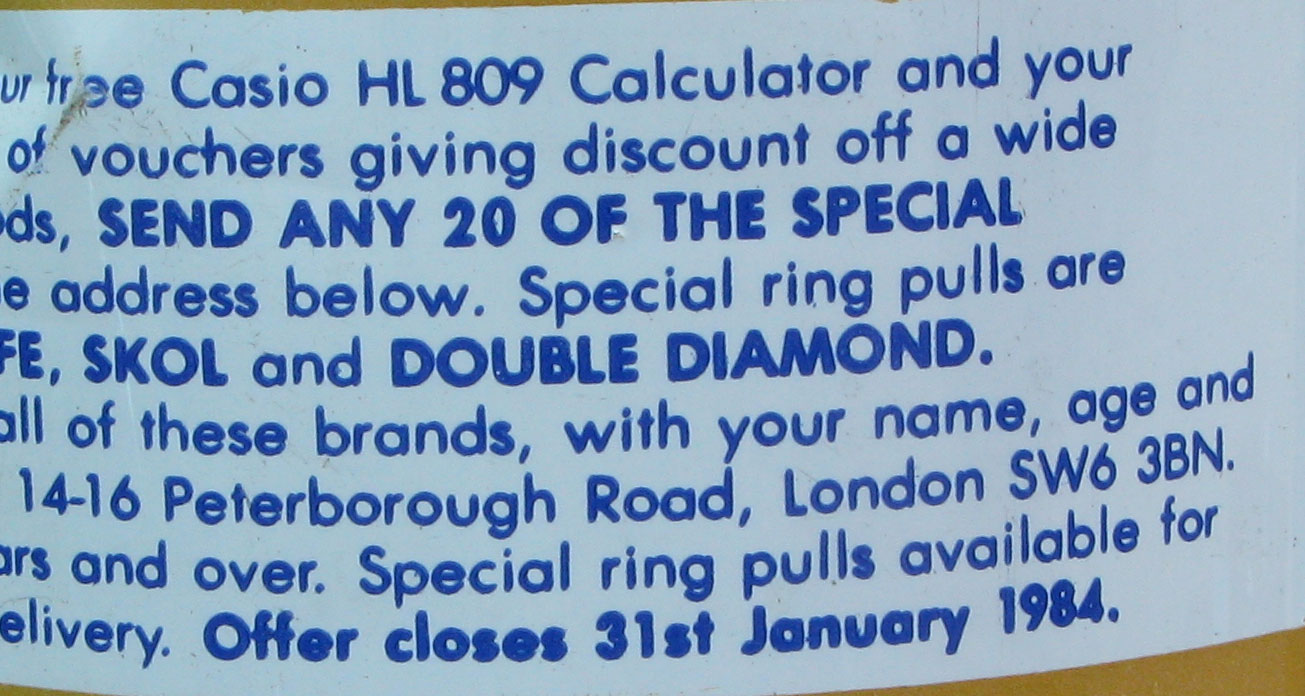 ur free Casio HL 809 Calculator and your
of vouchers giving discount off a wide
ods, SEND ANY 20 OF THE SPECIAL
e address below. Special ring pulls are
FE, SKOL and DOUBLE DIAMOND.
all of these brands, with your name, age and
14-16 Peterborough Road, London SW6 3BN.
ars and over. Special ring pulls available for
elivery. Offer closes 31st January 1984.